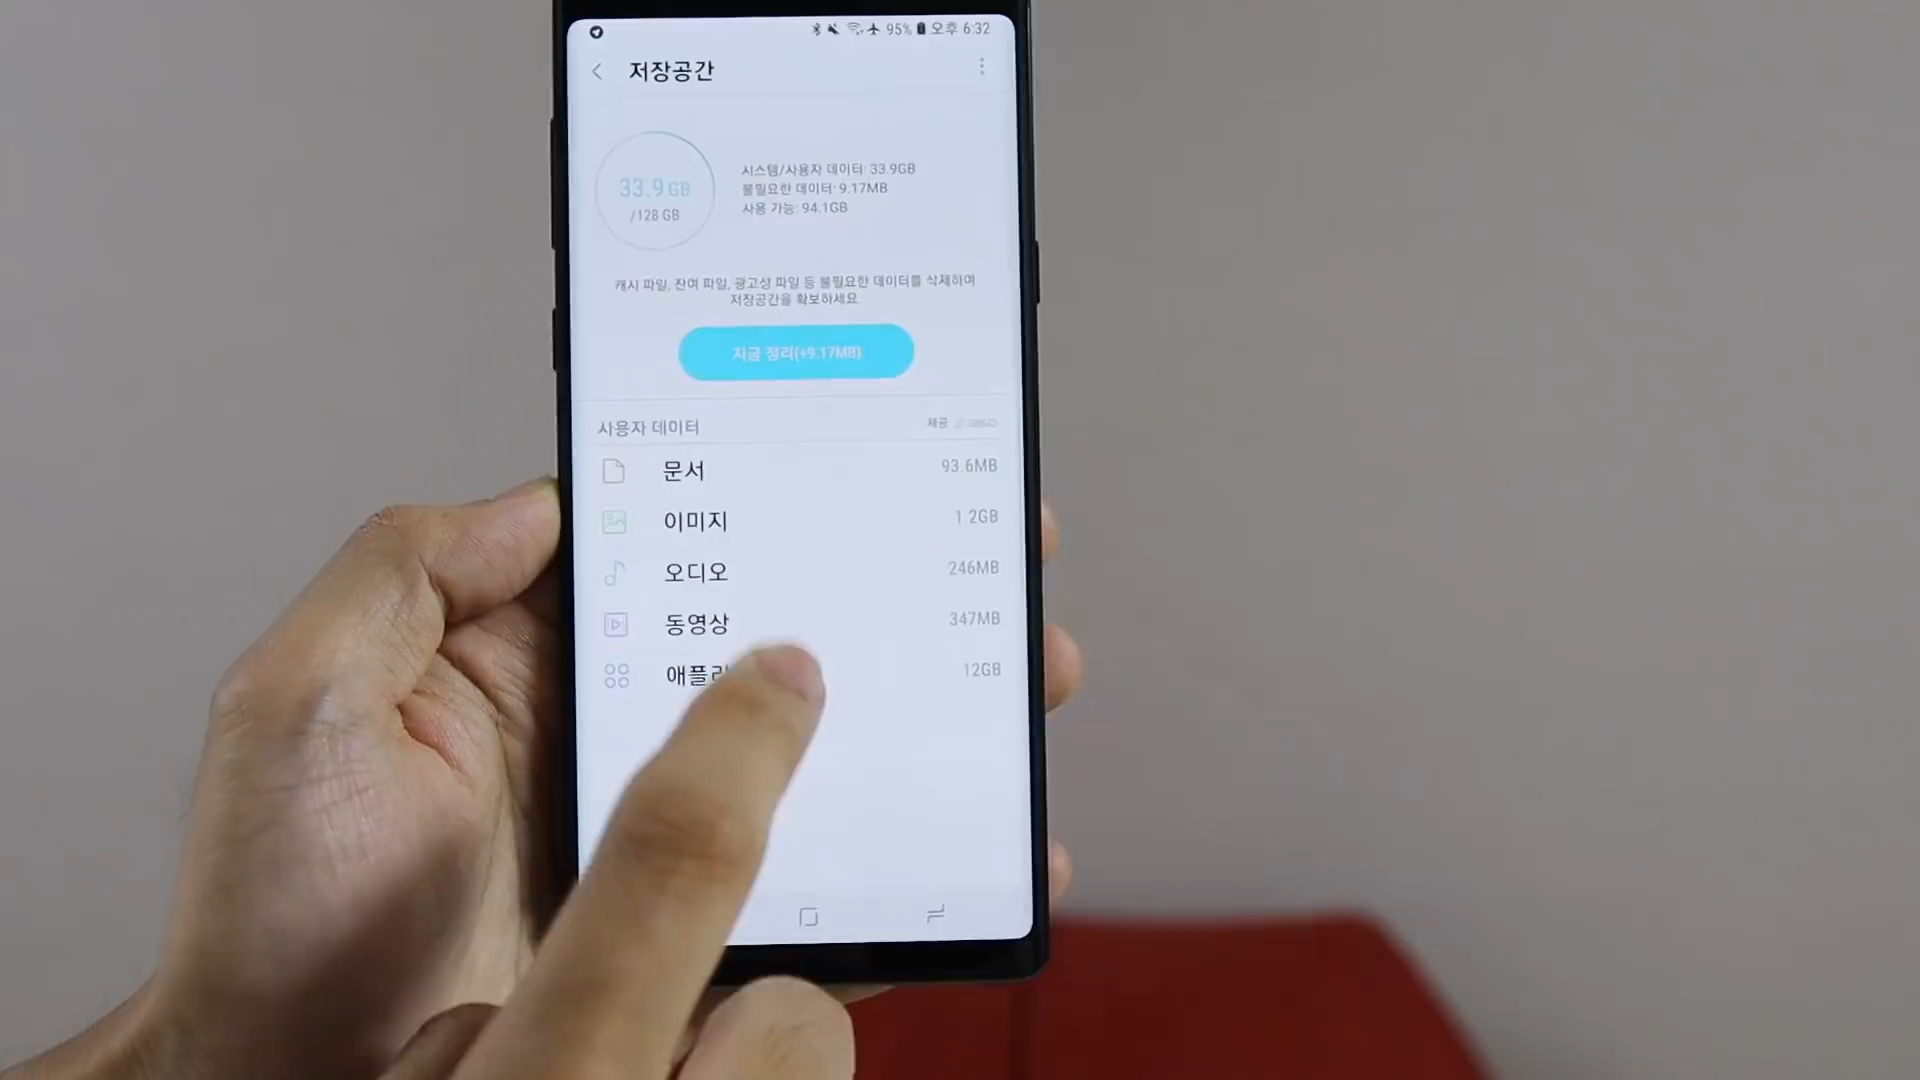 95% 오후 6:32
저장공간
33.9 GB
/128 GB
시스템/사용자 데이터: 33.9GB
불필요한 데이터: 9.17MB
사용 가능: 94.1GB
캐시 파일, 잔여 파일, 광고성 파일 등 불필요한 데이터를 삭제하여
저장공간을 확보하세요.
지금 정리(+9.17MB)
사용자 데이터 제공
문서 93.6MB
이미지 1.2GB
오디오 246MB
동영상 347MB
애플리 12GB